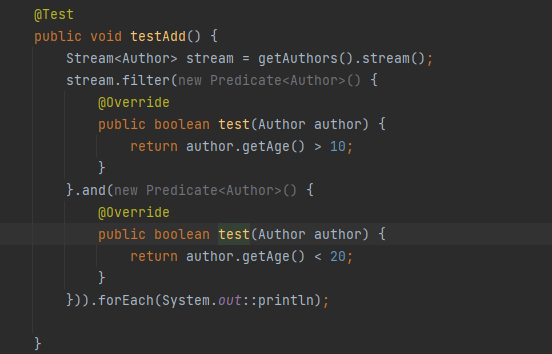 @Test
public void testAdd() {
    Stream<Author> stream = getAuthors().stream();
    stream.filter(new Predicate<Author>() {
        @Override
        public boolean test(Author author) {
            return author.getAge() > 10;
        }
    }.and(new Predicate<Author>() {
        @Override
        public boolean test(Author author) {
            return author.getAge() < 20;
        }
    })).forEach(System.out::println);
}